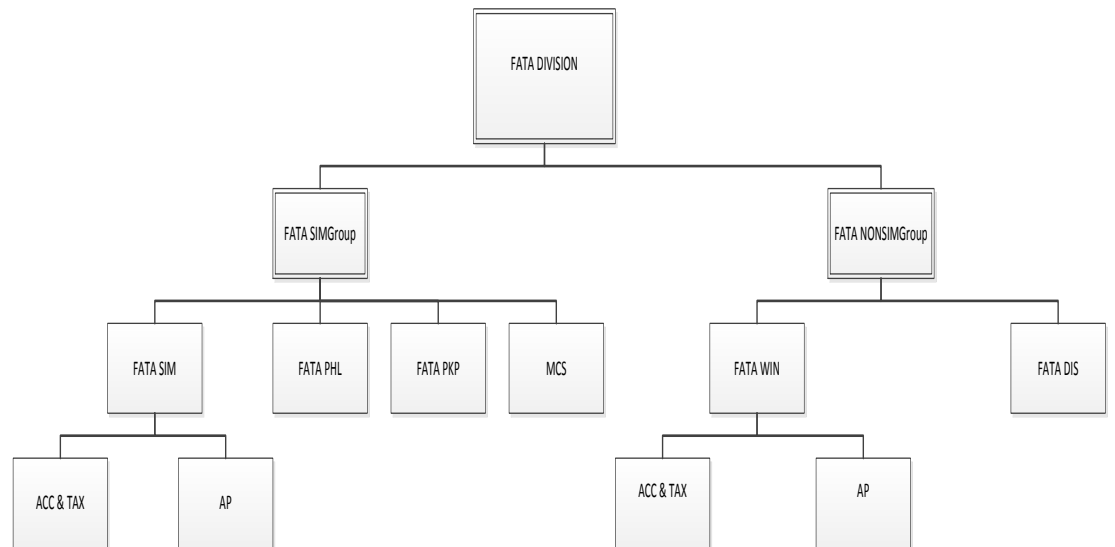 FATA DIVISION
FATA SIMGroup
FATA NONSIMGroup
FATA SIM
FATA PHL
FATA PKP
MCS
FATA WIN
FATA DIS
ACC & TAX
AP
ACC & TAX
AP